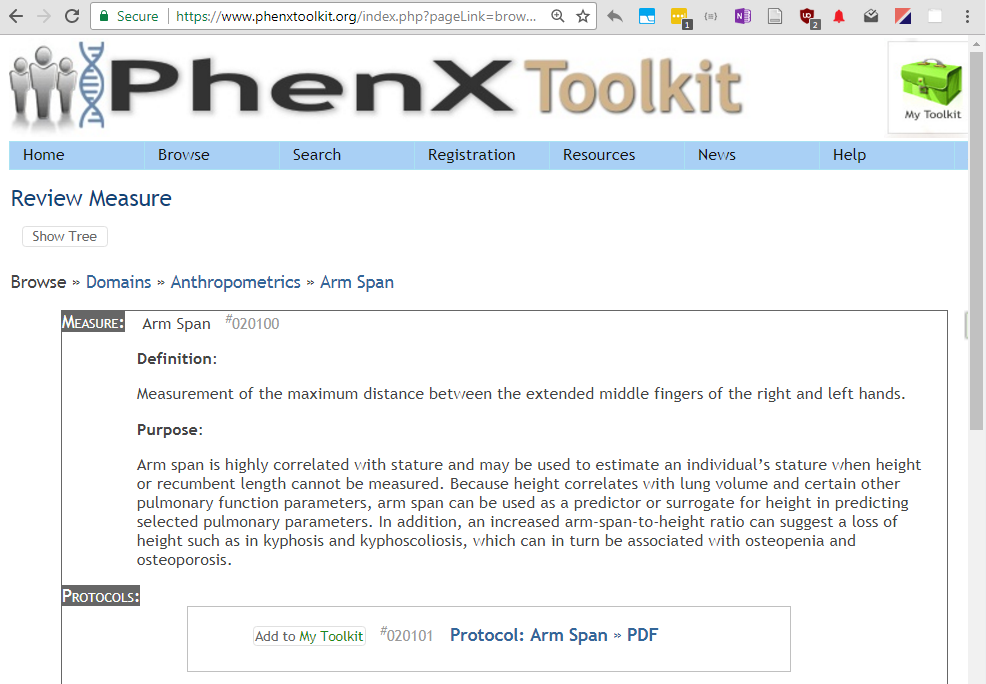 Secure https://www.phenxtoolkit.org/index.php?pageLink=brow...
1
2
PhenX Toolkit
My Toolkit
Home Browse Search Registration Resources News Help
Review Measure
Show Tree
Browse » Domains » Anthropometrics » Arm Span
Measure: Arm Span #020100
Definition:
Measurement of the maximum distance between the extended middle fingers of the right and left hands.
Purpose:
Arm span is highly correlated with stature and may be used to estimate an individual's stature when height
or recumbent length cannot be measured. Because height correlates with lung volume and certain other
pulmonary function parameters, arm span can be used as a predictor or surrogate for height in predicting
selected pulmonary parameters. In addition, an increased arm-span-to-height ratio can suggest a loss of
height such as in kyphosis and kyphoscoliosis, which can in turn be associated with osteopenia and
osteoporosis.
Protocols:
Add to My Toolkit #020101 Protocol: Arm Span » PDF